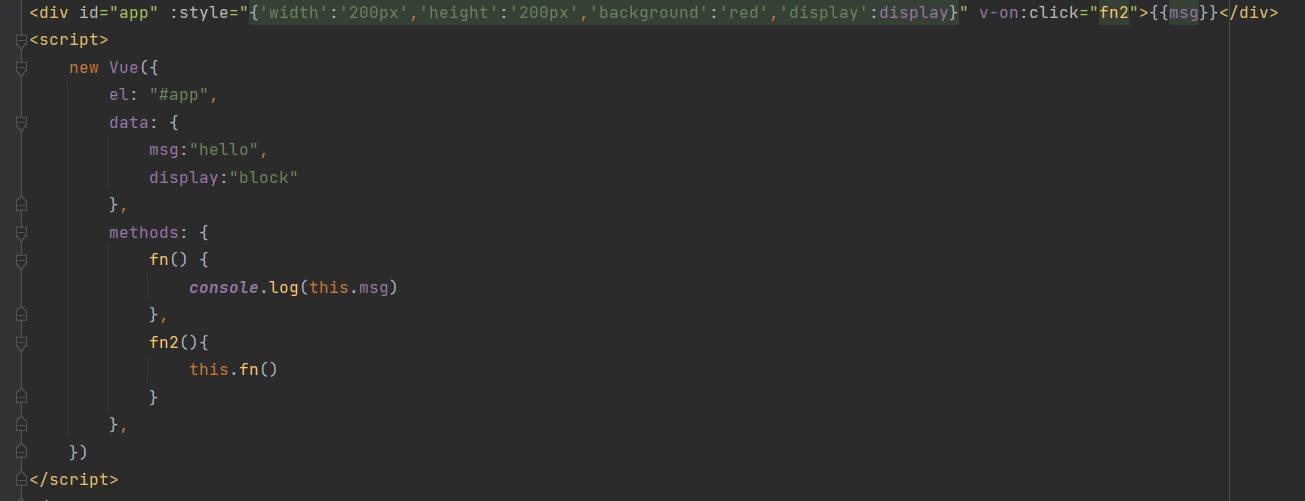 <div id="app" :style="{'width':'200px','height':'200px','background':'red','display':display}" v-on:click="fn2">{{msg}}</div>
<script>
    new Vue({
        el: "#app",
        data: {
            msg:"hello",
            display:"block"
        },
        methods: {
            fn() {
                console.log(this.msg)
            },
            fn2(){
                this.fn()
            }
        },
    })
</script>